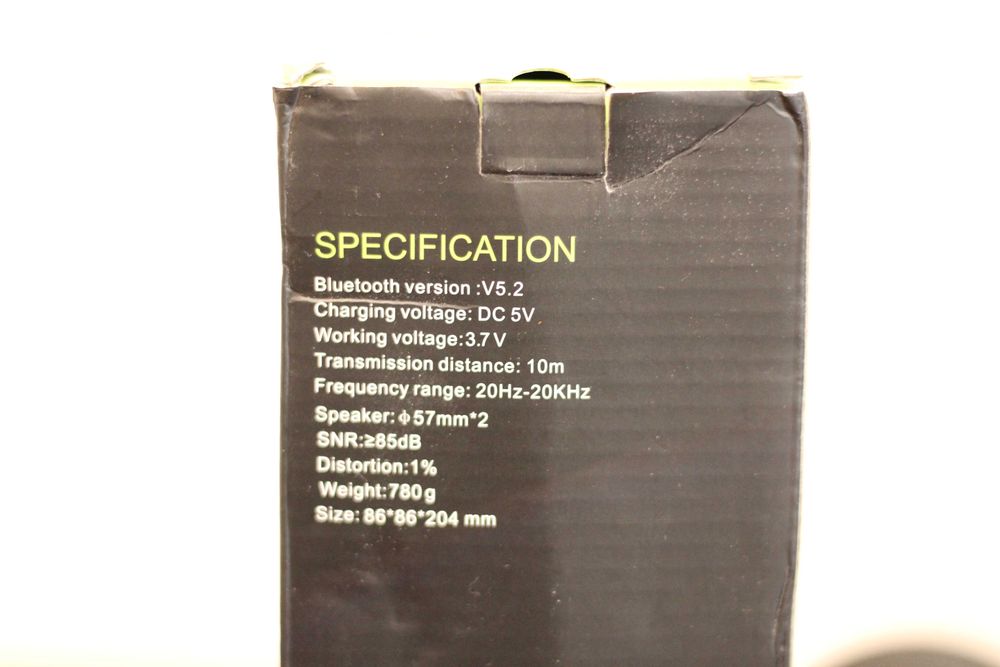 SPECIFICATION
Bluetooth version :V5.2
Charging voltage: DC 5V
Working voltage:3.7V
Transmission distance: 10m
Frequency range: 20Hz-20KHz
Speaker:ϕ57mm*2
SNR:≥85dB
Distortion:1%
Weight:780g
Size: 86*86*204 mm